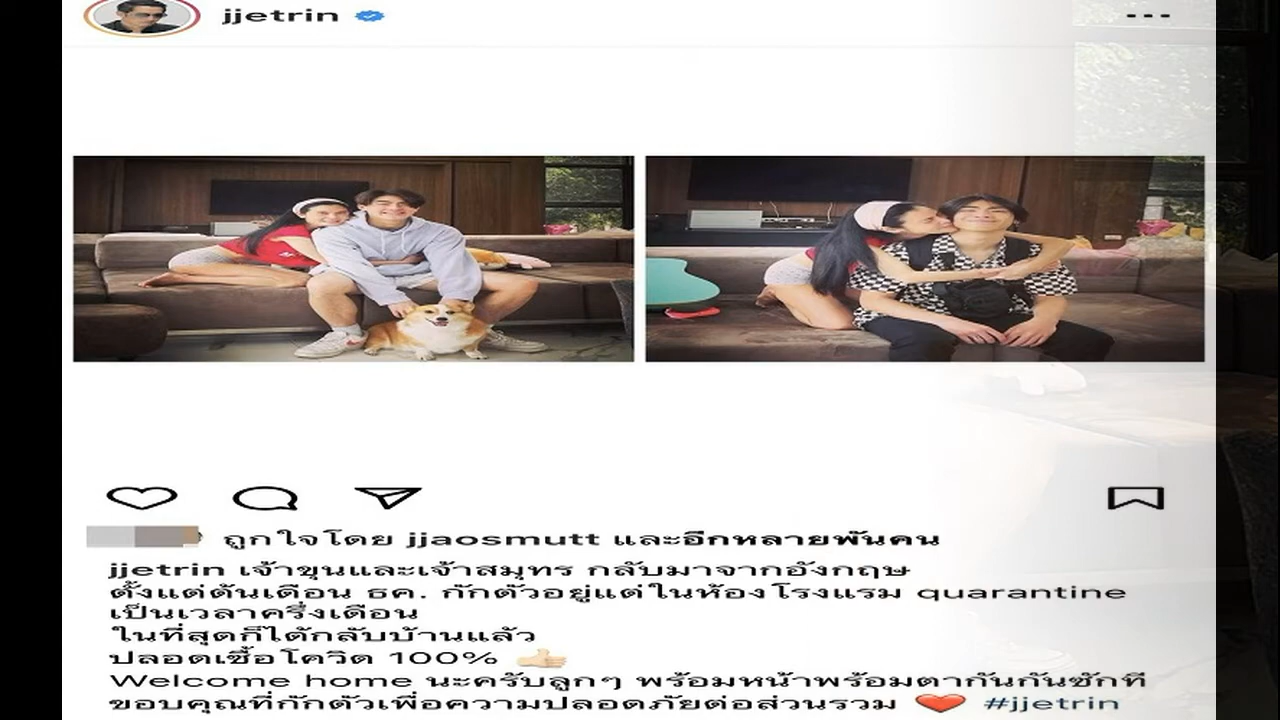 jjetrin
ถูกใจโดย jjaosmutt และอีกหลายพันคน
jjetrin เจ้าขุนและเจ้าสมุทร กลับมาจากอังกฤษ
ตั้งแต่ต้นเดือน ธค. กักตัวอยู่แต่ในห้องโรงแรม quarantine
เป็นเวลาครึ่งเดือน
ในที่สุดก็ได้กลับบ้านแล้ว
ปลอดเชื้อโควิด 100% 👍🏻
Welcome home นะครับลูกๆ พร้อมหน้าพร้อมตากันกันซักที
ขอบคุณที่กักตัวเพื่อความปลอดภัยต่อส่วนรวม ❤️ #jjetrin